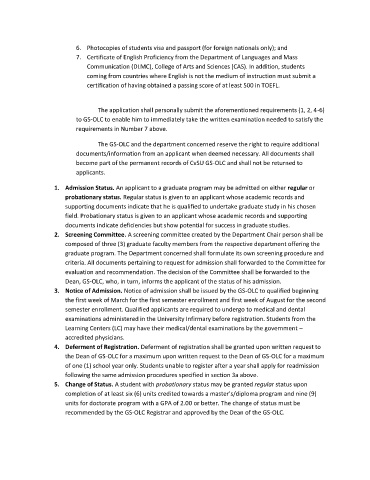 6. Photocopies of students visa and passport (for foreign nationals only); and
7. Certificate of English Proficiency from the Department of Languages and Mass
Communication (DLMC), College of Arts and Sciences (CAS). In addition, students
coming from countries where English is not the medium of instruction must submit a
certification of having obtained a passing score of at least 500 in TOEFL.
The application shall personally submit the aforementioned requirements (1, 2, 4-6)
to GS-OLC to enable him to immediately take the written examination needed to satisfy the
requirements in Number 7 above.
The GS-OLC and the department concerned reserve the right to require additional
documents/information from an applicant when deemed necessary. All documents shall
become part of the permanent records of CvSU GS-OLC and shall not be returned to
applicants.
1. Admission Status. An applicant to a graduate program may be admitted on either regular or
probationary status. Regular status is given to an applicant whose academic records and
supporting documents indicate that he is qualified to undertake graduate study in his chosen
field. Probationary status is given to an applicant whose academic records and supporting
documents indicate deficiencies but show potential for success in graduate studies.
2. Screening Committee. A screening committee created by the Department Chair person shall be
composed of three (3) graduate faculty members from the respective department offering the
graduate program. The Department concerned shall formulate its own screening procedure and
criteria. All documents pertaining to request for admission shall forwarded to the Committee for
evaluation and recommendation. The decision of the Committee shall be forwarded to the
Dean, GS-OLC, who, in turn, informs the applicant of the status of his admission.
3. Notice of Admission. Notice of admission shall be issued by the GS-OLC to qualified beginning
the first week of March for the first semester enrollment and first week of August for the second
semester enrollment. Qualified applicants are required to undergo to medical and dental
examinations administered in the University Infirmary before registration. Students from the
Learning Centers (LC) may have their medical/dental examinations by the government –
accredited physicians.
4. Deferment of Registration. Deferment of registration shall be granted upon written request to
the Dean of GS-OLC for a maximum upon written request to the Dean of GS-OLC for a maximum
of one (1) school year only. Students unable to register after a year shall apply for readmission
following the same admission procedures specified in section 3a above.
5. Change of Status. A student with probationary status may be granted regular status upon
completion of at least six (6) units credited towards a master's/diploma program and nine (9)
units for doctorate program with a GPA of 2.00 or better. The change of status must be
recommended by the GS-OLC Registrar and approved by the Dean of the GS-OLC.